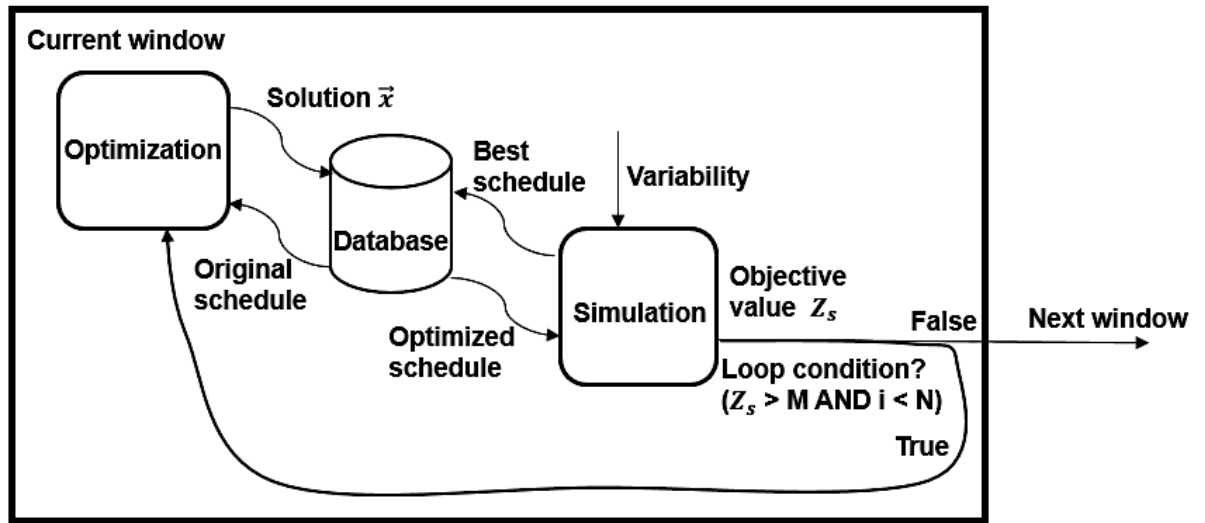 Current window
Optimization
Solution x⃗
Database
Original
schedule
Best
schedule
Variability
Optimized
schedule
Simulation
Objective
value Zₛ
False
Next window
Loop condition?
(Zₛ > M AND i < N)
True